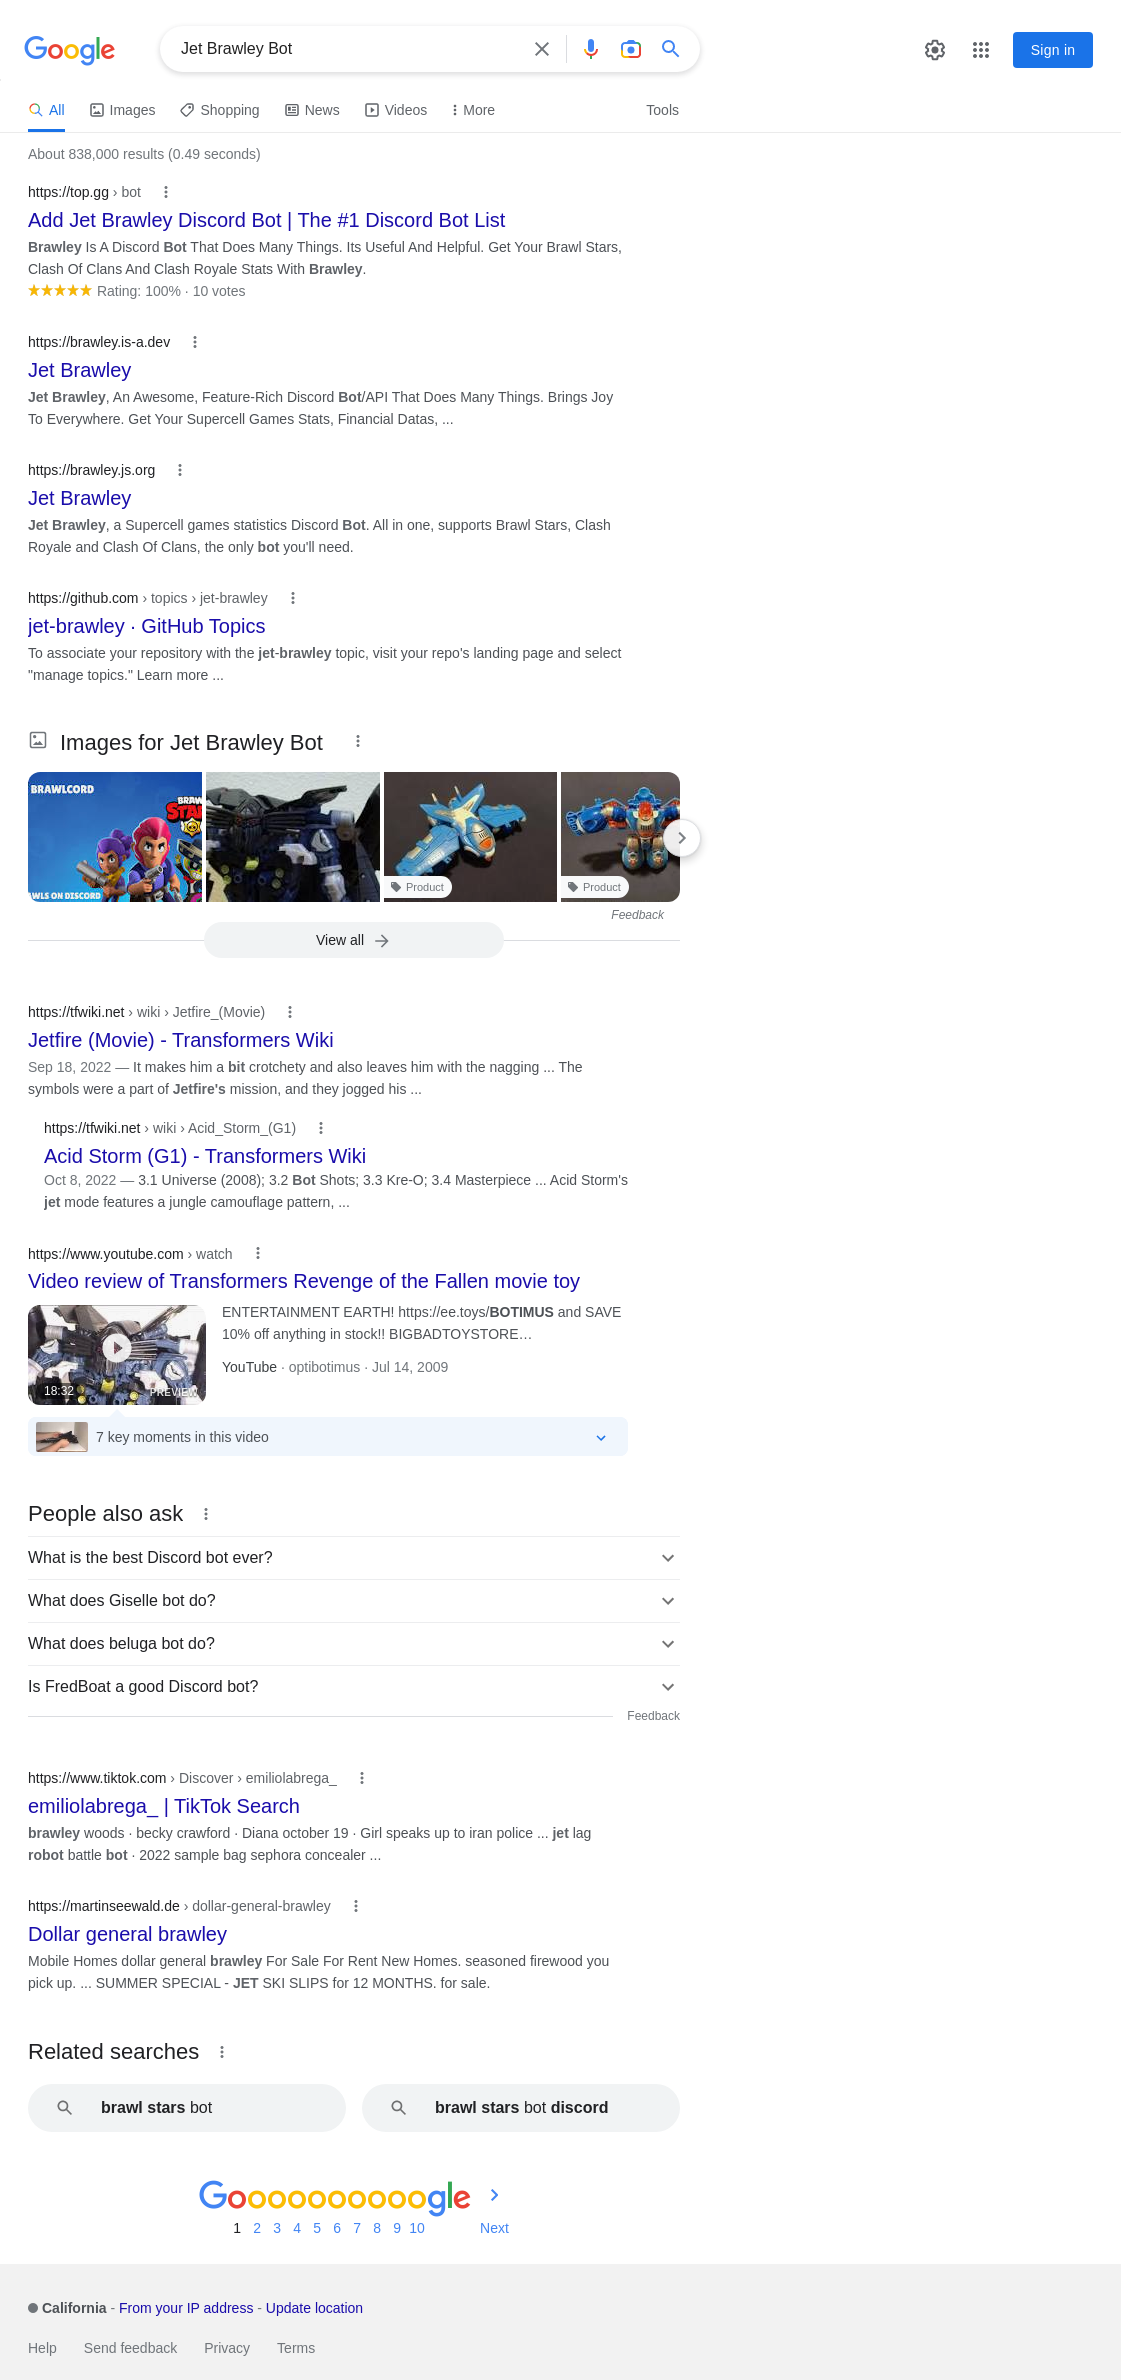 Google
Jet Brawley Bot
Sign in
All
Images
Shopping
News
Videos
More
Tools
About 838,000 results (0.49 seconds)
https://top.gg › bot
Add Jet Brawley Discord Bot | The #1 Discord Bot List
Brawley Is A Discord Bot That Does Many Things. Its Useful And Helpful. Get Your Brawl Stars,
Clash Of Clans And Clash Royale Stats With Brawley.
Rating: 100% · 10 votes
https://brawley.is-a.dev
Jet Brawley
Jet Brawley, An Awesome, Feature-Rich Discord Bot/API That Does Many Things. Brings Joy
To Everywhere. Get Your Supercell Games Stats, Financial Datas, ...
https://brawley.js.org
Jet Brawley
Jet Brawley, a Supercell games statistics Discord Bot. All in one, supports Brawl Stars, Clash
Royale and Clash Of Clans, the only bot you'll need.
https://github.com › topics › jet-brawley
jet-brawley · GitHub Topics
To associate your repository with the jet-brawley topic, visit your repo's landing page and select
"manage topics." Learn more ...
Images for Jet Brawley Bot
BRAWLCORD
BRAW
STA
AWLS ON DISCORD
Product
Product
Feedback
View all
https://tfwiki.net › wiki › Jetfire_(Movie)
Jetfire (Movie) - Transformers Wiki
Sep 18, 2022 — It makes him a bit crotchety and also leaves him with the nagging ... The
symbols were a part of Jetfire's mission, and they jogged his ...
https://tfwiki.net › wiki › Acid_Storm_(G1)
Acid Storm (G1) - Transformers Wiki
Oct 8, 2022 — 3.1 Universe (2008); 3.2 Bot Shots; 3.3 Kre-O; 3.4 Masterpiece ... Acid Storm's
jet mode features a jungle camouflage pattern, ...
https://www.youtube.com › watch
Video review of Transformers Revenge of the Fallen movie toy
ENTERTAINMENT EARTH! https://ee.toys/BOTIMUS and SAVE
10% off anything in stock!! BIGBADTOYSTORE…
YouTube · optibotimus · Jul 14, 2009
18:32
PREVIEW
7 key moments in this video
People also ask
What is the best Discord bot ever?
What does Giselle bot do?
What does beluga bot do?
Is FredBoat a good Discord bot?
Feedback
https://www.tiktok.com › Discover › emiliolabrega_
emiliolabrega_ | TikTok Search
brawley woods · becky crawford · Diana october 19 · Girl speaks up to iran police ... jet lag
robot battle bot · 2022 sample bag sephora concealer ...
https://martinseewald.de › dollar-general-brawley
Dollar general brawley
Mobile Homes dollar general brawley For Sale For Rent New Homes. seasoned firewood you
pick up. ... SUMMER SPECIAL - JET SKI SLIPS for 12 MONTHS. for sale.
Related searches
brawl stars bot
brawl stars bot discord
Goooooooooogle
1 2 3 4 5 6 7 8 9 10 Next
California - From your IP address - Update location
Help Send feedback Privacy Terms